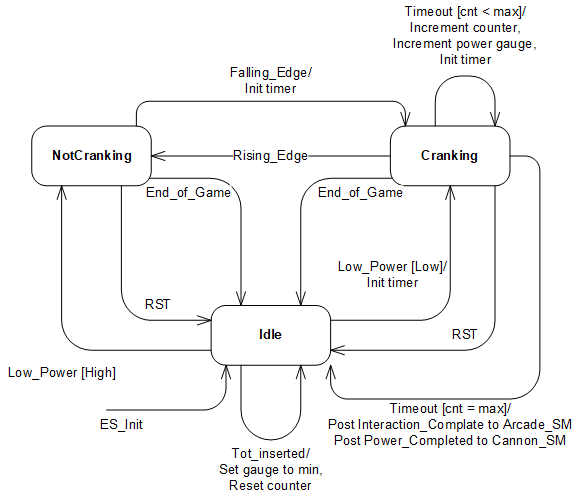 Timeout [cnt < max]/
Increment counter,
Increment power gauge,
Init timer
Falling_Edge/
Init timer
NotCranking
Rising_Edge
Cranking
End_of_Game
End_of_Game
Low_Power [Low]/
Init timer
RST
RST
Idle
Low_Power [High]
ES_Init
Timeout [cnt = max]/
Post Interaction_Complate to Arcade_SM
Post Power_Completed to Cannon_SM
Tot_inserted/
Set gauge to min,
Reset counter